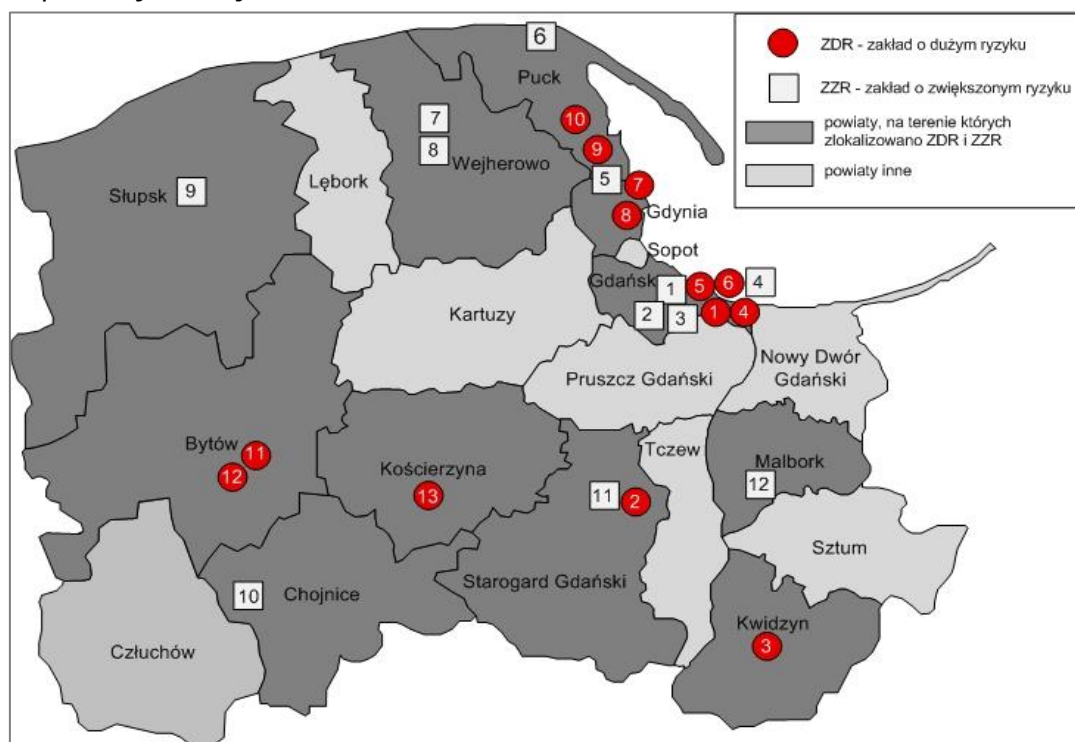 6
Puck
7
10
8
Wejherowo
9
5
7
8
Gdynia
Sopot
Słupsk
9
Lębork
Gdańsk
1
5
6
4
2
3
1
4
Kartuzy
Pruszcz Gdański
Nowy Dwór
Gdański
Bytów
11
12
Kościerzyna
13
Tczew
Malbork
12
11
2
Sztum
Starogard Gdański
10
Chojnice
Człuchów
Kwidzyn
3
ZDR - zakład o dużym ryzyku
ZZR - zakład o zwiększonym ryzyku
powiaty, na terenie których
zlokalizowano ZDR i ZZR
powiaty inne